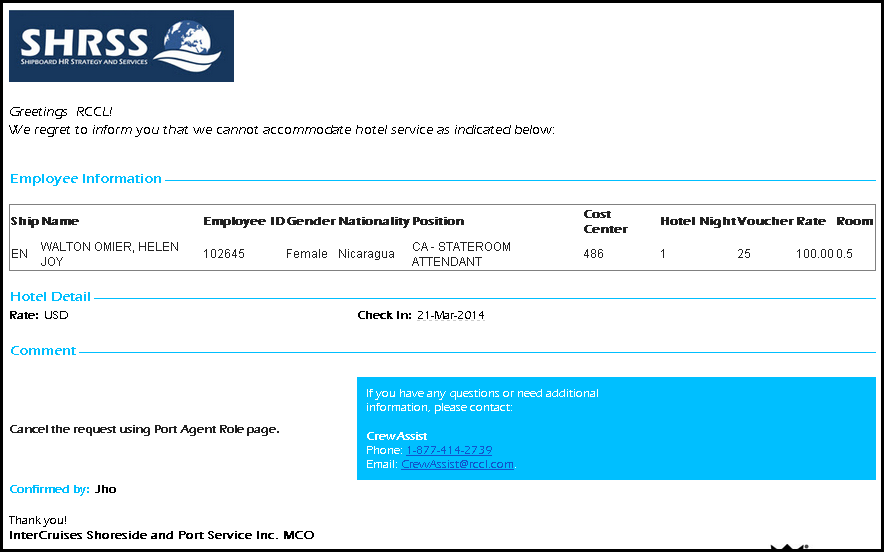 SHRSS
SHIPBOARD HR STRATEGY AND SERVICES
Greetings RCCL!
We regret to inform you that we cannot accommodate hotel service as indicated below:
Employee Information
Ship Name Employee ID Gender Nationality Position Cost Center Hotel Night Voucher Rate Room
EN WALTON OMIER, HELEN JOY 102645 Female Nicaragua CA - STATEROOM ATTENDANT 486 1 25 100.00 0.5
Hotel Detail
Rate: USD Check In: 21-Mar-2014
Comment
Cancel the request using Port Agent Role page.
If you have any questions or need additional
information, please contact:
CrewAssist
Phone: 1-877-414-2739
Email: CrewAssist@rccl.com.
Confirmed by: Jho
Thank you!
InterCruises Shoreside and Port Service Inc. MCO